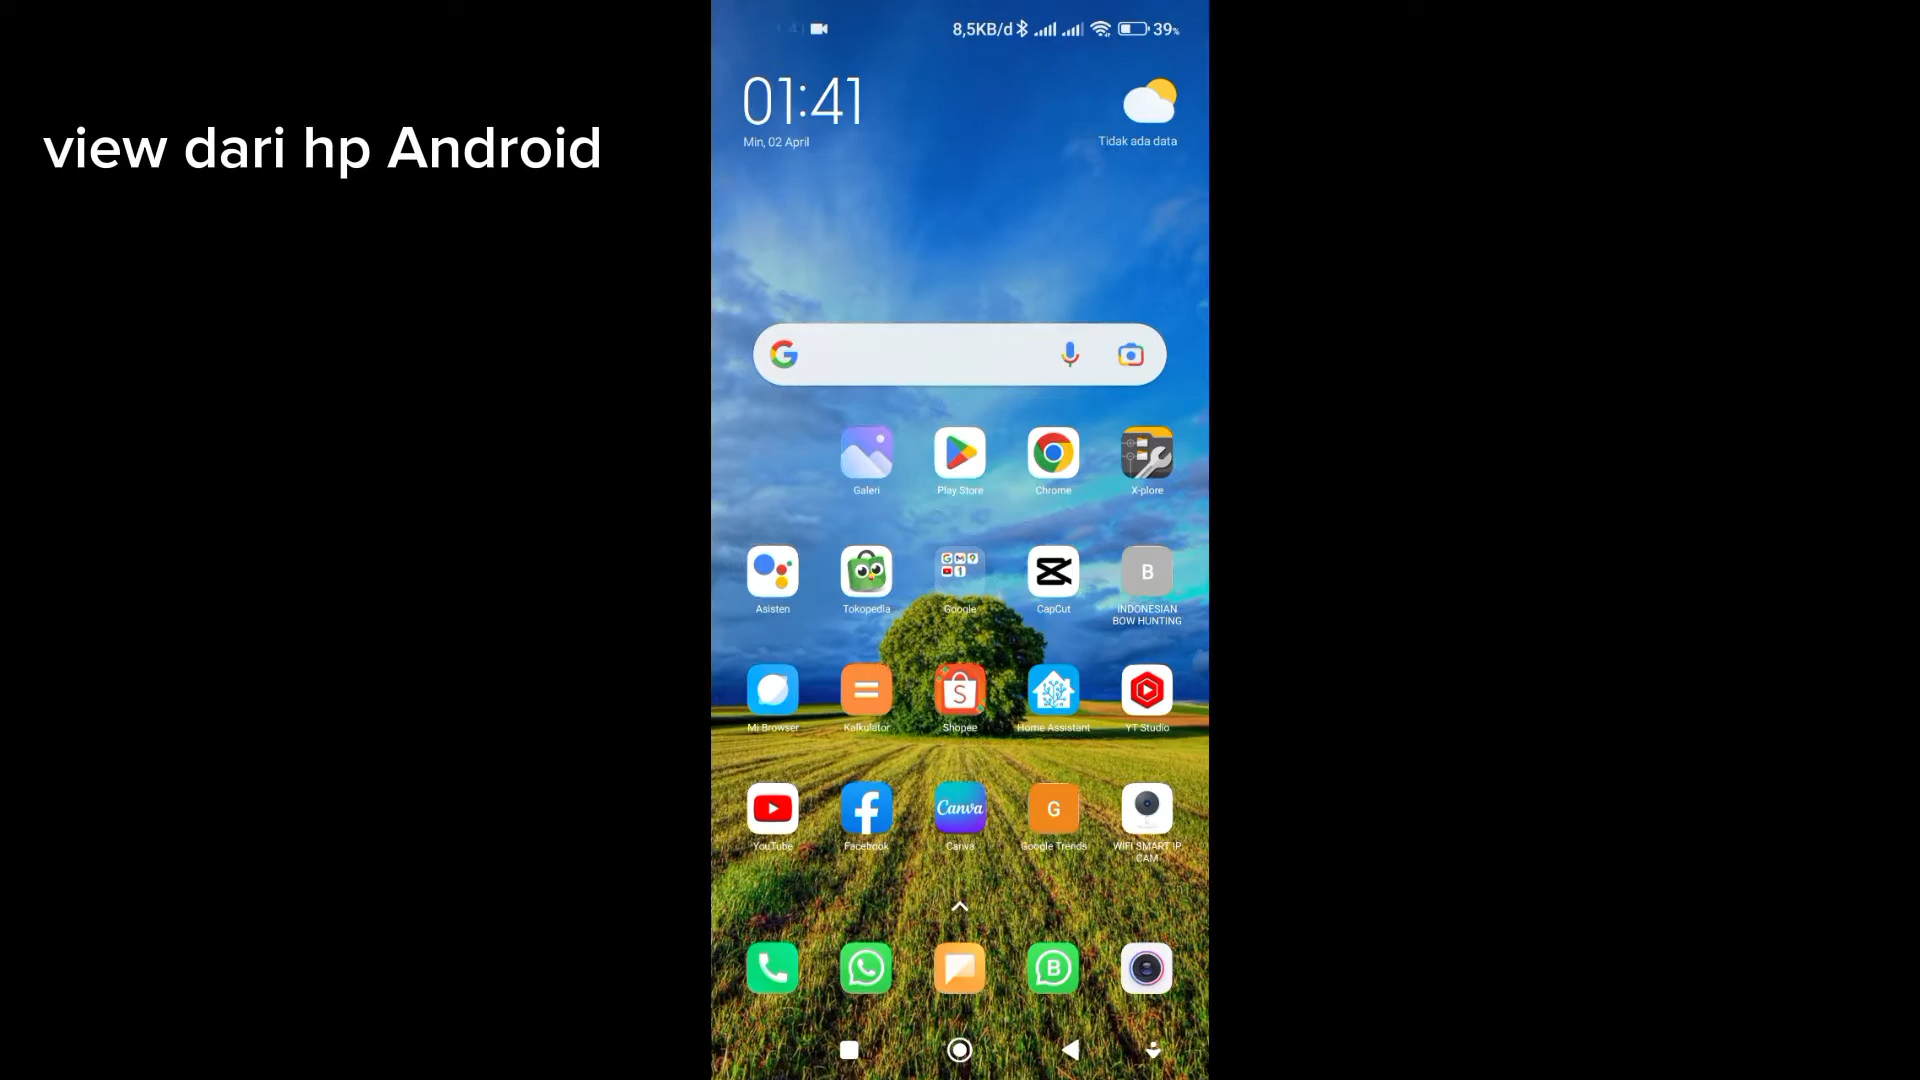 8,5KB/d 39%
01:41
Min, 02 April
Tidak ada data
view dari hp Android
Galeri
Play Store
Chrome
X-plore
Asisten
Tokopedia
Google
CapCut
B
INDONESIAN
BOW HUNTING
Mi Browser
Kalkulator
Shopee
Home Assistant
YT Studio
Canva
G
YouTube
Facebook
Canva
Google Trends
WIFI SMART IP
CAM